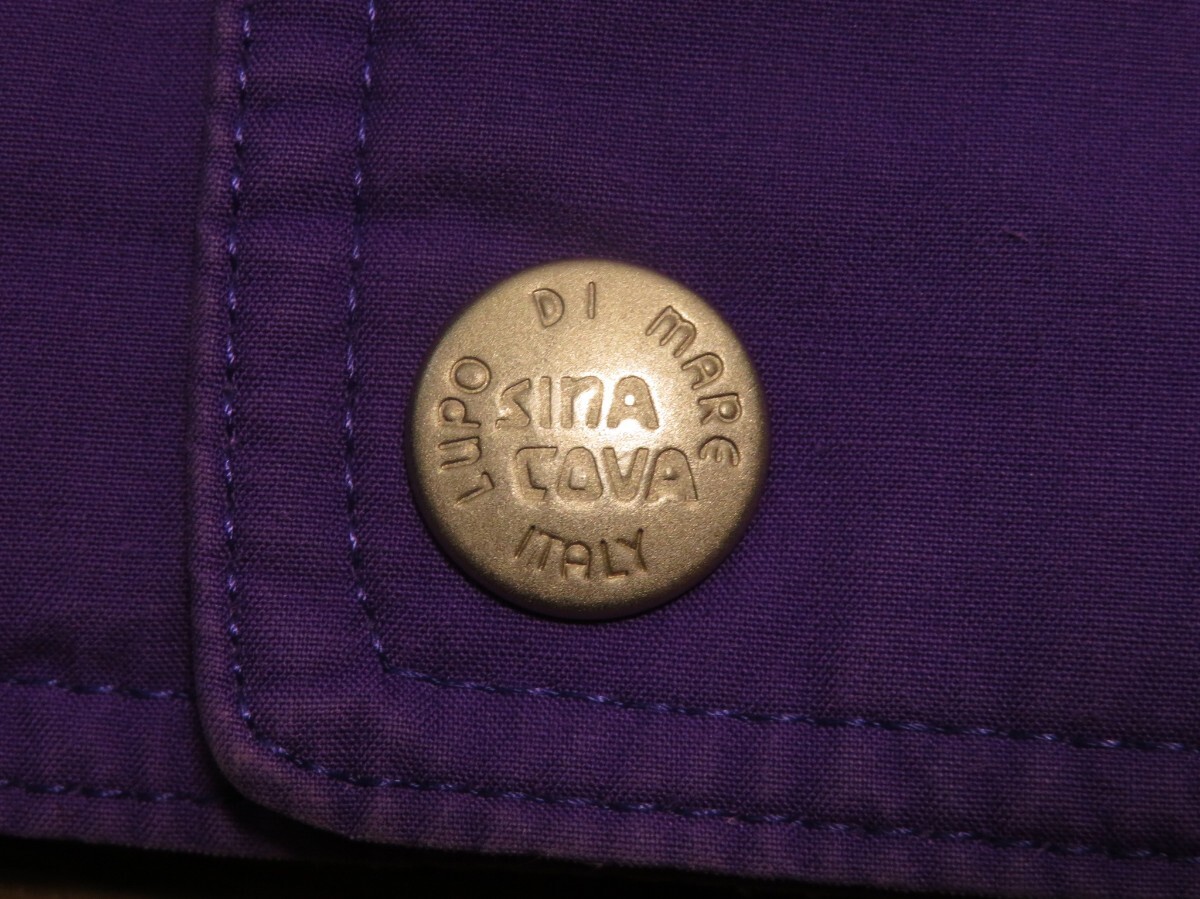 LUPO DI MARE
SINA
COVA
ITALY